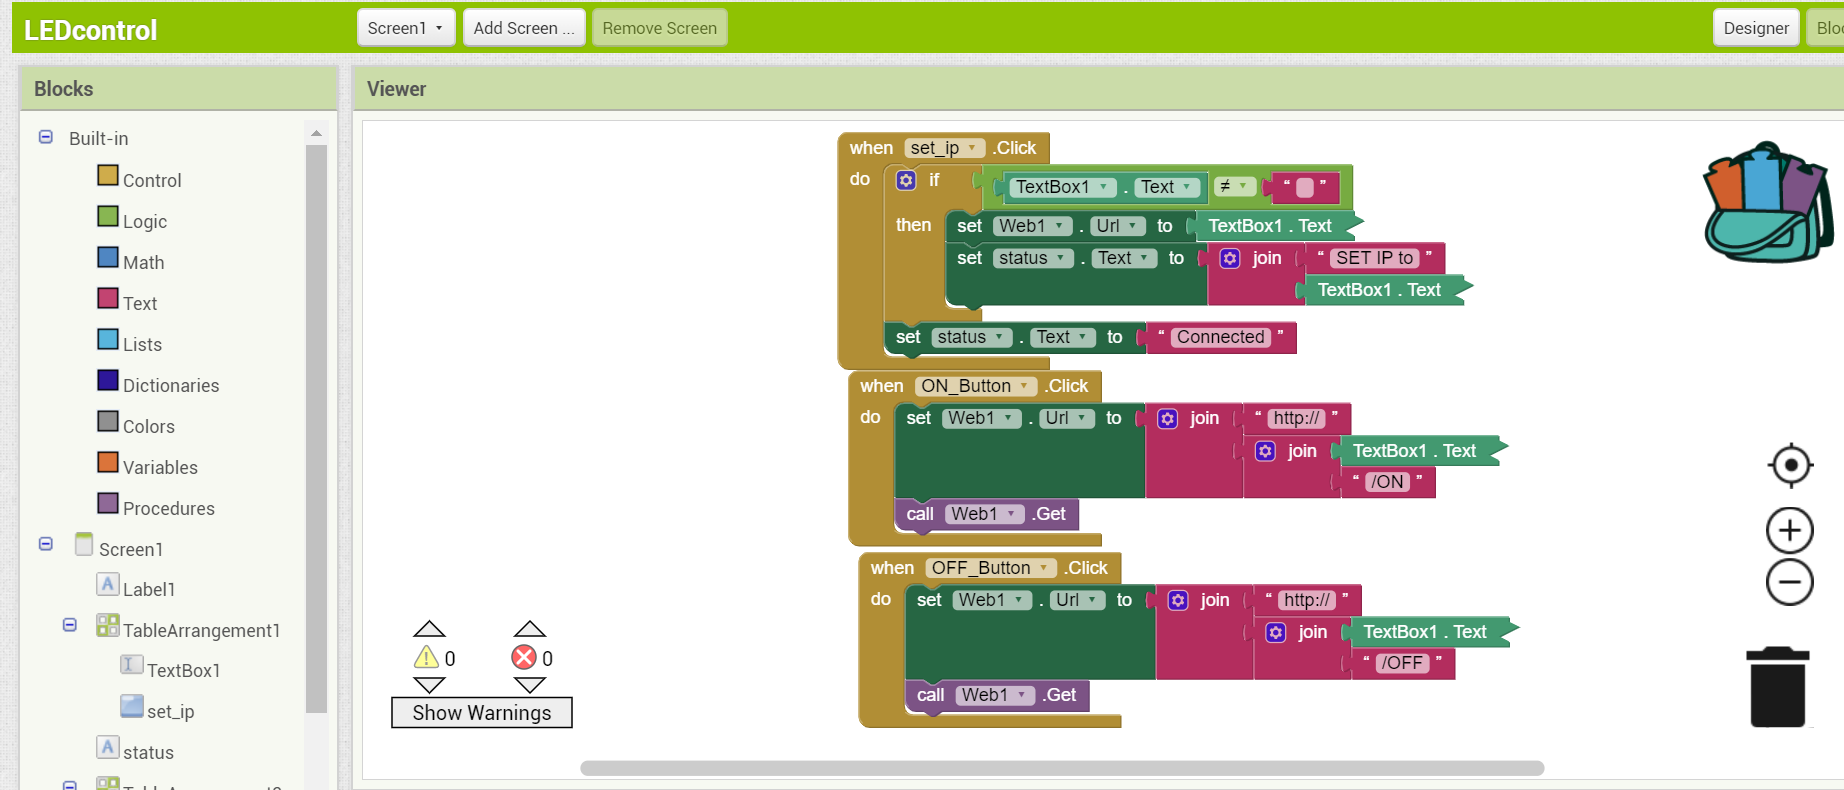 LEDcontrol
Screen1
Add Screen ...
Remove Screen
Designer
Blocks
Viewer
Built-in
Control
Logic
Math
Text
Lists
Dictionaries
Colors
Variables
Procedures
Screen1
Label1
TableArrangement1
TextBox1
set_ip
status
when set_ip .Click
do if TextBox1 . Text ≠ “ ”
then set Web1 . Url to TextBox1 . Text
set status . Text to join “ SET IP to ”
TextBox1 . Text
set status . Text to “ Connected ”
when ON_Button .Click
do set Web1 . Url to join “ http:// ”
join TextBox1 . Text
“ /ON ”
call Web1 .Get
when OFF_Button .Click
do set Web1 . Url to join “ http:// ”
join TextBox1 . Text
“ /OFF ”
call Web1 .Get
0 0
Show Warnings